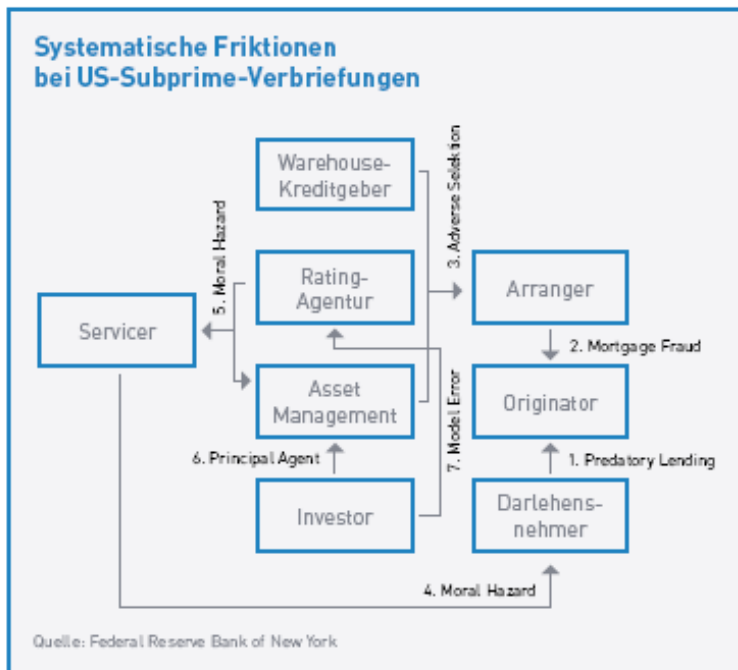 Systematische Friktionen
bei US-Subprime-Verbriefungen
Warehouse-
Kreditgeber
3. Adverse Selektion
5. Moral Hazard
Rating-
Agentur
Arranger
Servicer
2. Mortgage Fraud
Asset
Management
Originator
6. Principal Agent
7. Model Error
1. Predatory Lending
Investor
Darlehens-
nehmer
4. Moral Hazard
Quelle: Federal Reserve Bank of New York